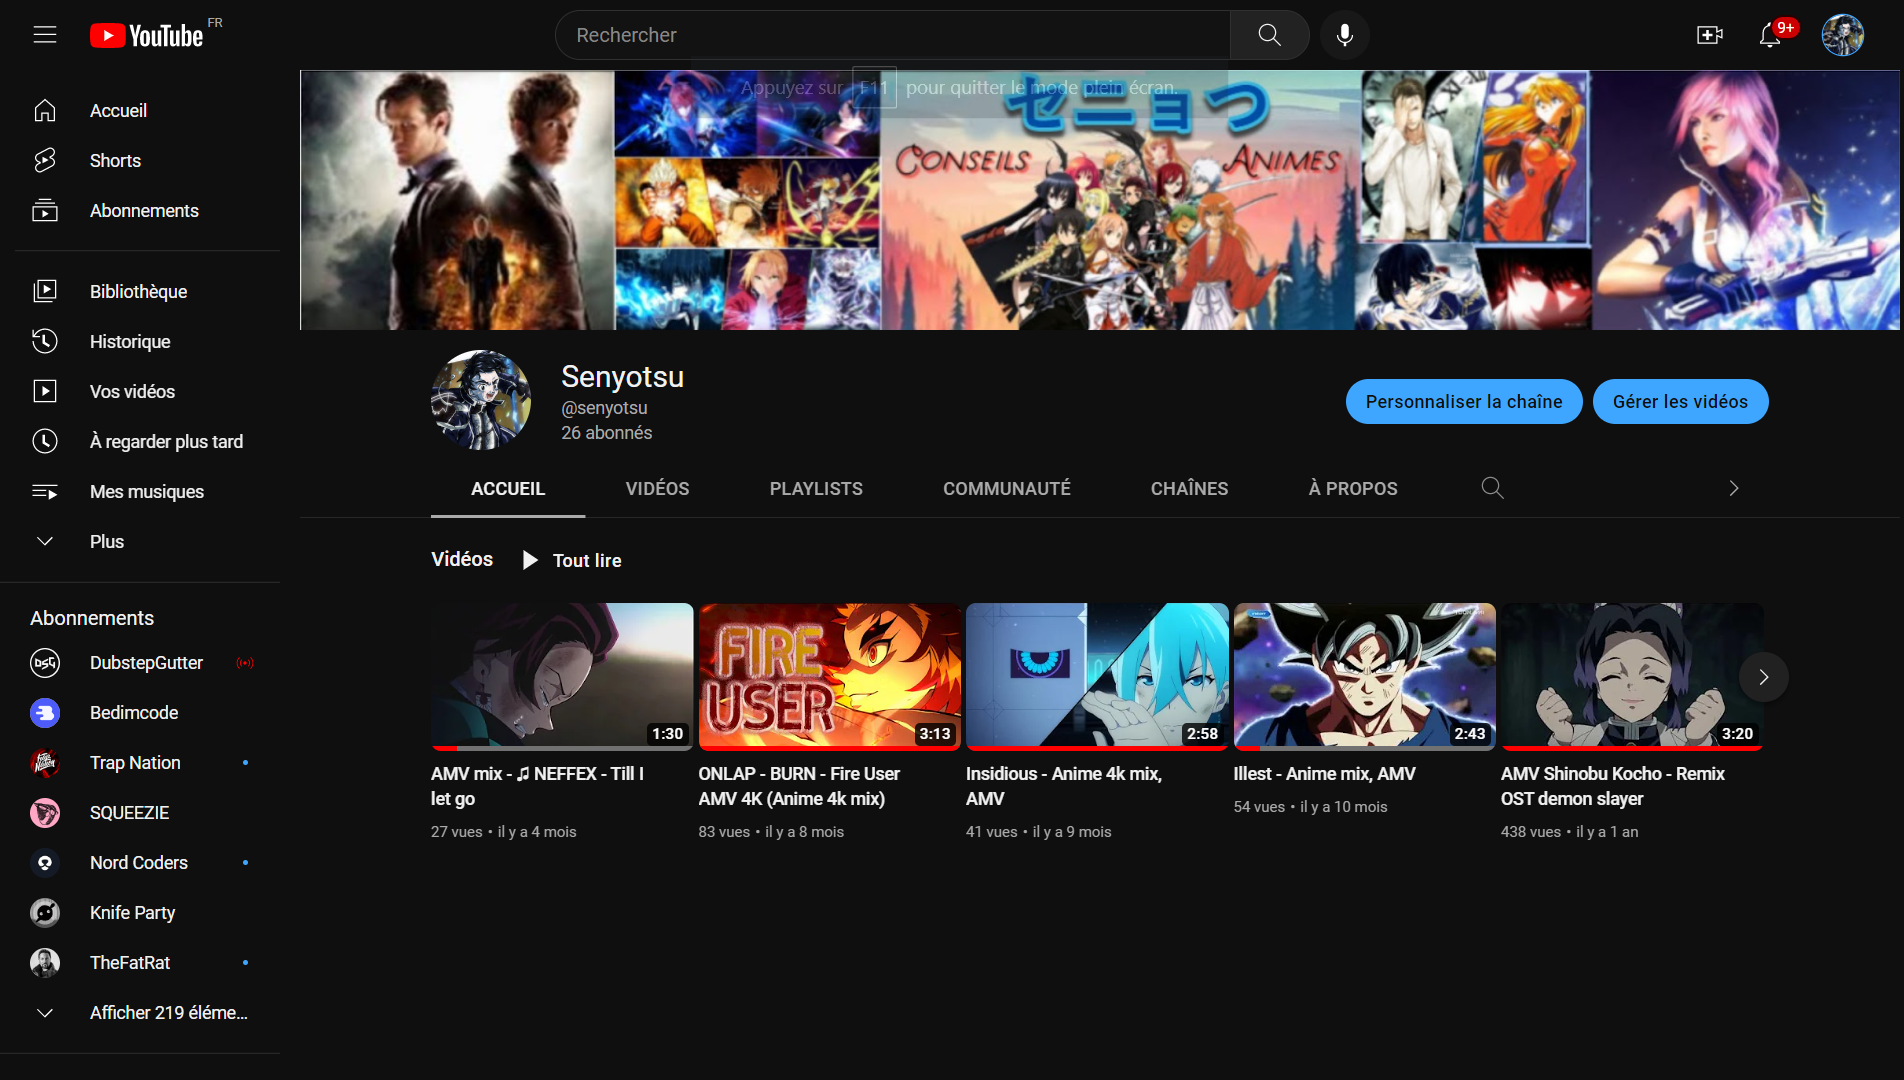 YouTube FR
Rechercher
9+
Appuyez sur F11 pour quitter le mode plein écran.
セニョつ
CONSEILS ANIMES
Accueil
Shorts
Abonnements
Bibliothèque
Historique
Vos vidéos
À regarder plus tard
Mes musiques
Plus
Abonnements
DubstepGutter
Bedimcode
Trap Nation
SQUEEZIE
Nord Coders
Knife Party
TheFatRat
Afficher 219 éléme...
Senyotsu
@senyotsu
26 abonnés
Personnaliser la chaîne
Gérer les vidéos
ACCUEIL
VIDÉOS
PLAYLISTS
COMMUNAUTÉ
CHAÎNES
À PROPOS
Vidéos
Tout lire
1:30
AMV mix - ♫ NEFFEX - Till I
let go
27 vues • il y a 4 mois
FIRE
USER
3:13
ONLAP - BURN - Fire User
AMV 4K (Anime 4k mix)
83 vues • il y a 8 mois
2:58
Insidious - Anime 4k mix,
AMV
41 vues • il y a 9 mois
2:43
Illest - Anime mix, AMV
54 vues • il y a 10 mois
3:20
AMV Shinobu Kocho - Remix
OST demon slayer
438 vues • il y a 1 an